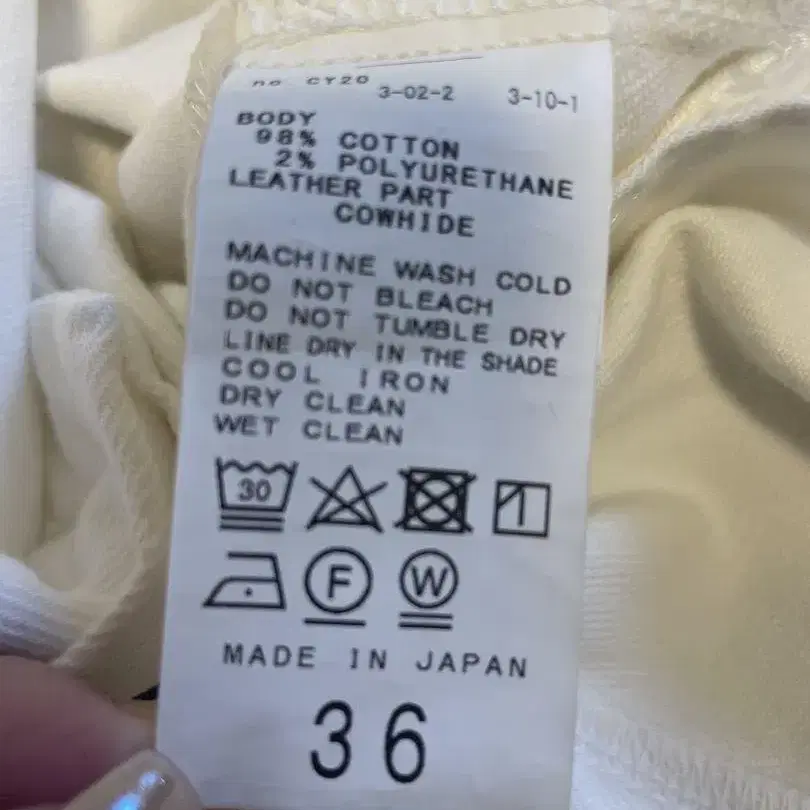 CT20 3-02-2 3-10-1
BODY
98% COTTON
2% POLYURETHANE
LEATHER PART
COWHIDE
MACHINE WASH COLD
DO NOT BLEACH
DO NOT TUMBLE DRY
LINE DRY IN THE SHADE
COOL IRON
DRY CLEAN
WET CLEAN
30
F W
MADE IN JAPAN
36